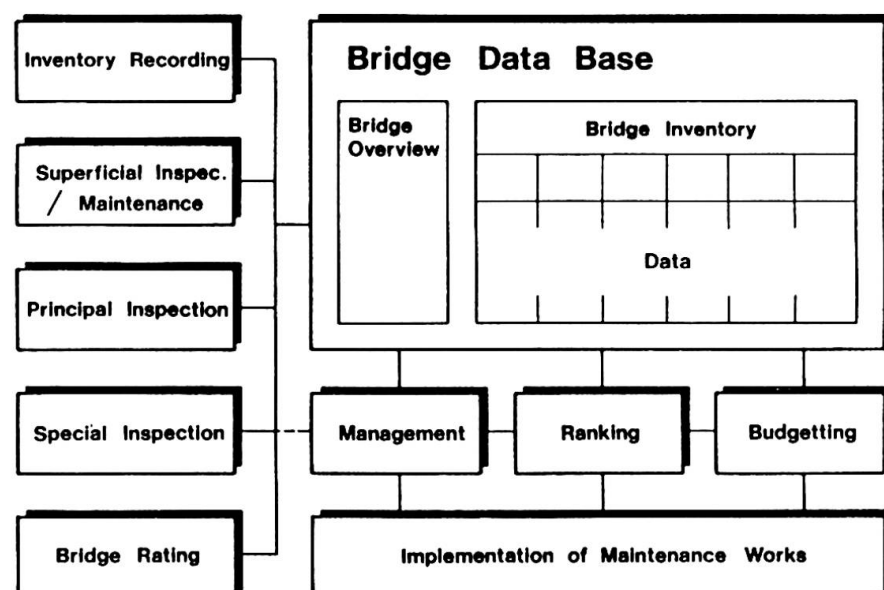 Inventory Recording
Superficial Inspec.
/ Maintenance
Principal Inspection
Special Inspection
Bridge Rating
Bridge Data Base
Bridge
Overview
Bridge Inventory
Data
Management
Ranking
Budgetting
Implementation of Maintenance Works